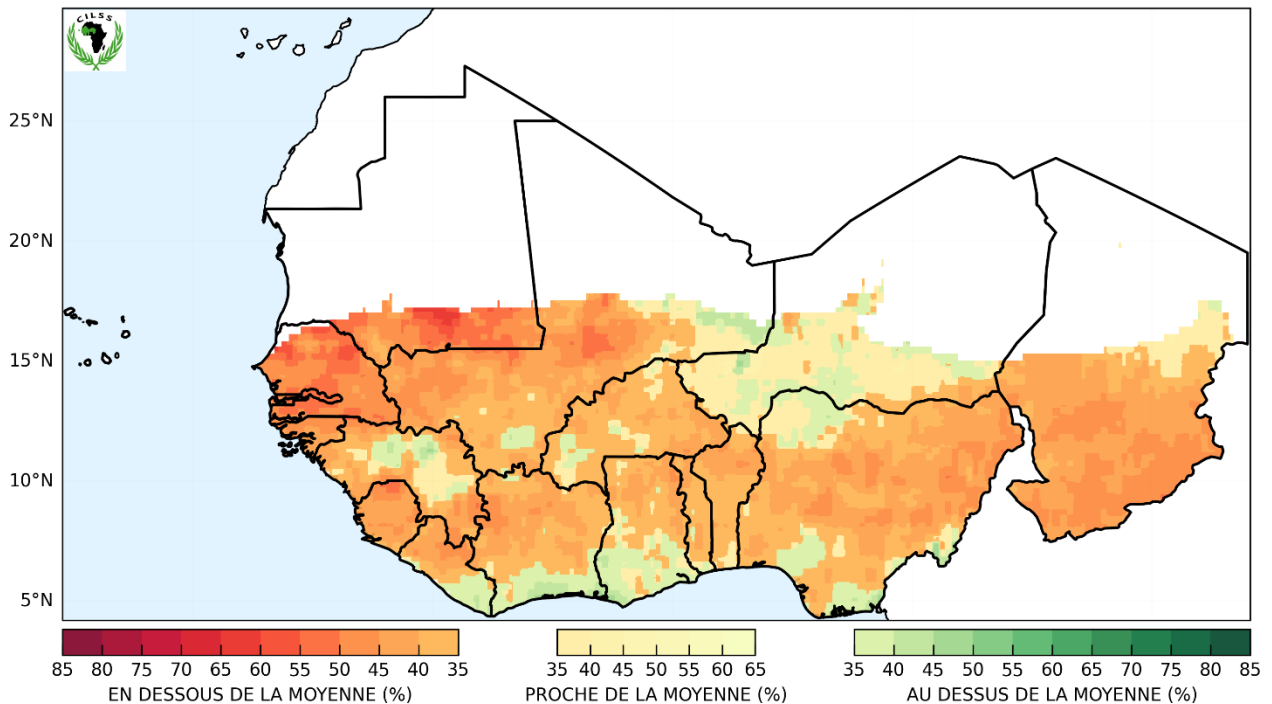 CILSS
25°N
20°N
15°N
10°N
5°N
85 80 75 70 65 60 55 50 45 40 35
35 40 45 50 55 60 65
35 40 45 50 55 60 65 70 75 80 85
EN DESSOUS DE LA MOYENNE (%)
PROCHE DE LA MOYENNE (%)
AU DESSUS DE LA MOYENNE (%)